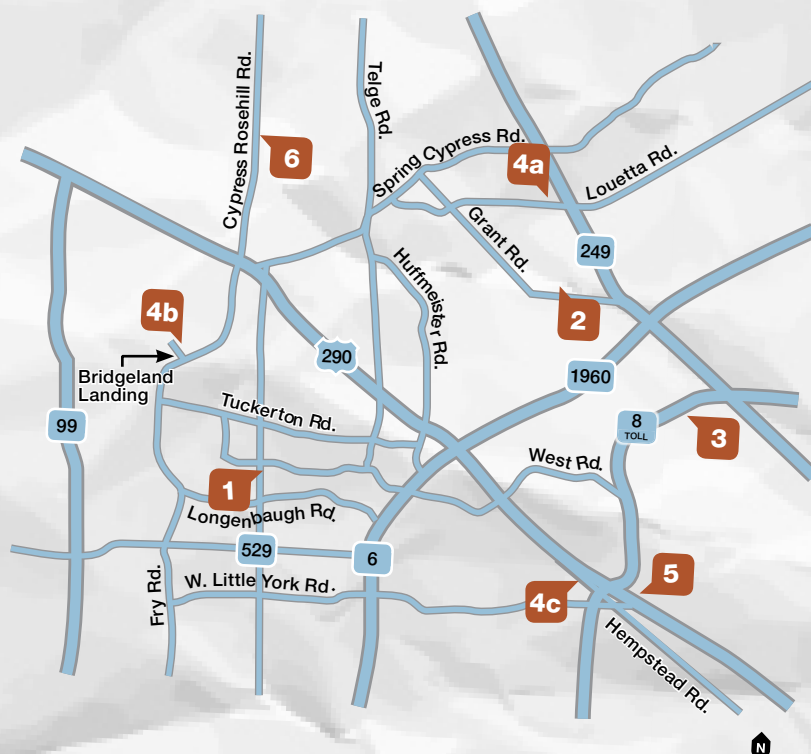 Cypress Rosehill Rd.
Telge Rd.
6
Spring Cypress Rd.
4a
Louetta Rd.
Grant Rd.
249
Huffmeister Rd.
4b
2
290
Bridgeland
Landing
1960
Tuckerton Rd.
99
8
TOLL
3
West Rd.
1
Longenbaugh Rd.
529
6
Fry Rd.
W. Little York Rd.
4c
5
Hempstead Rd.
N